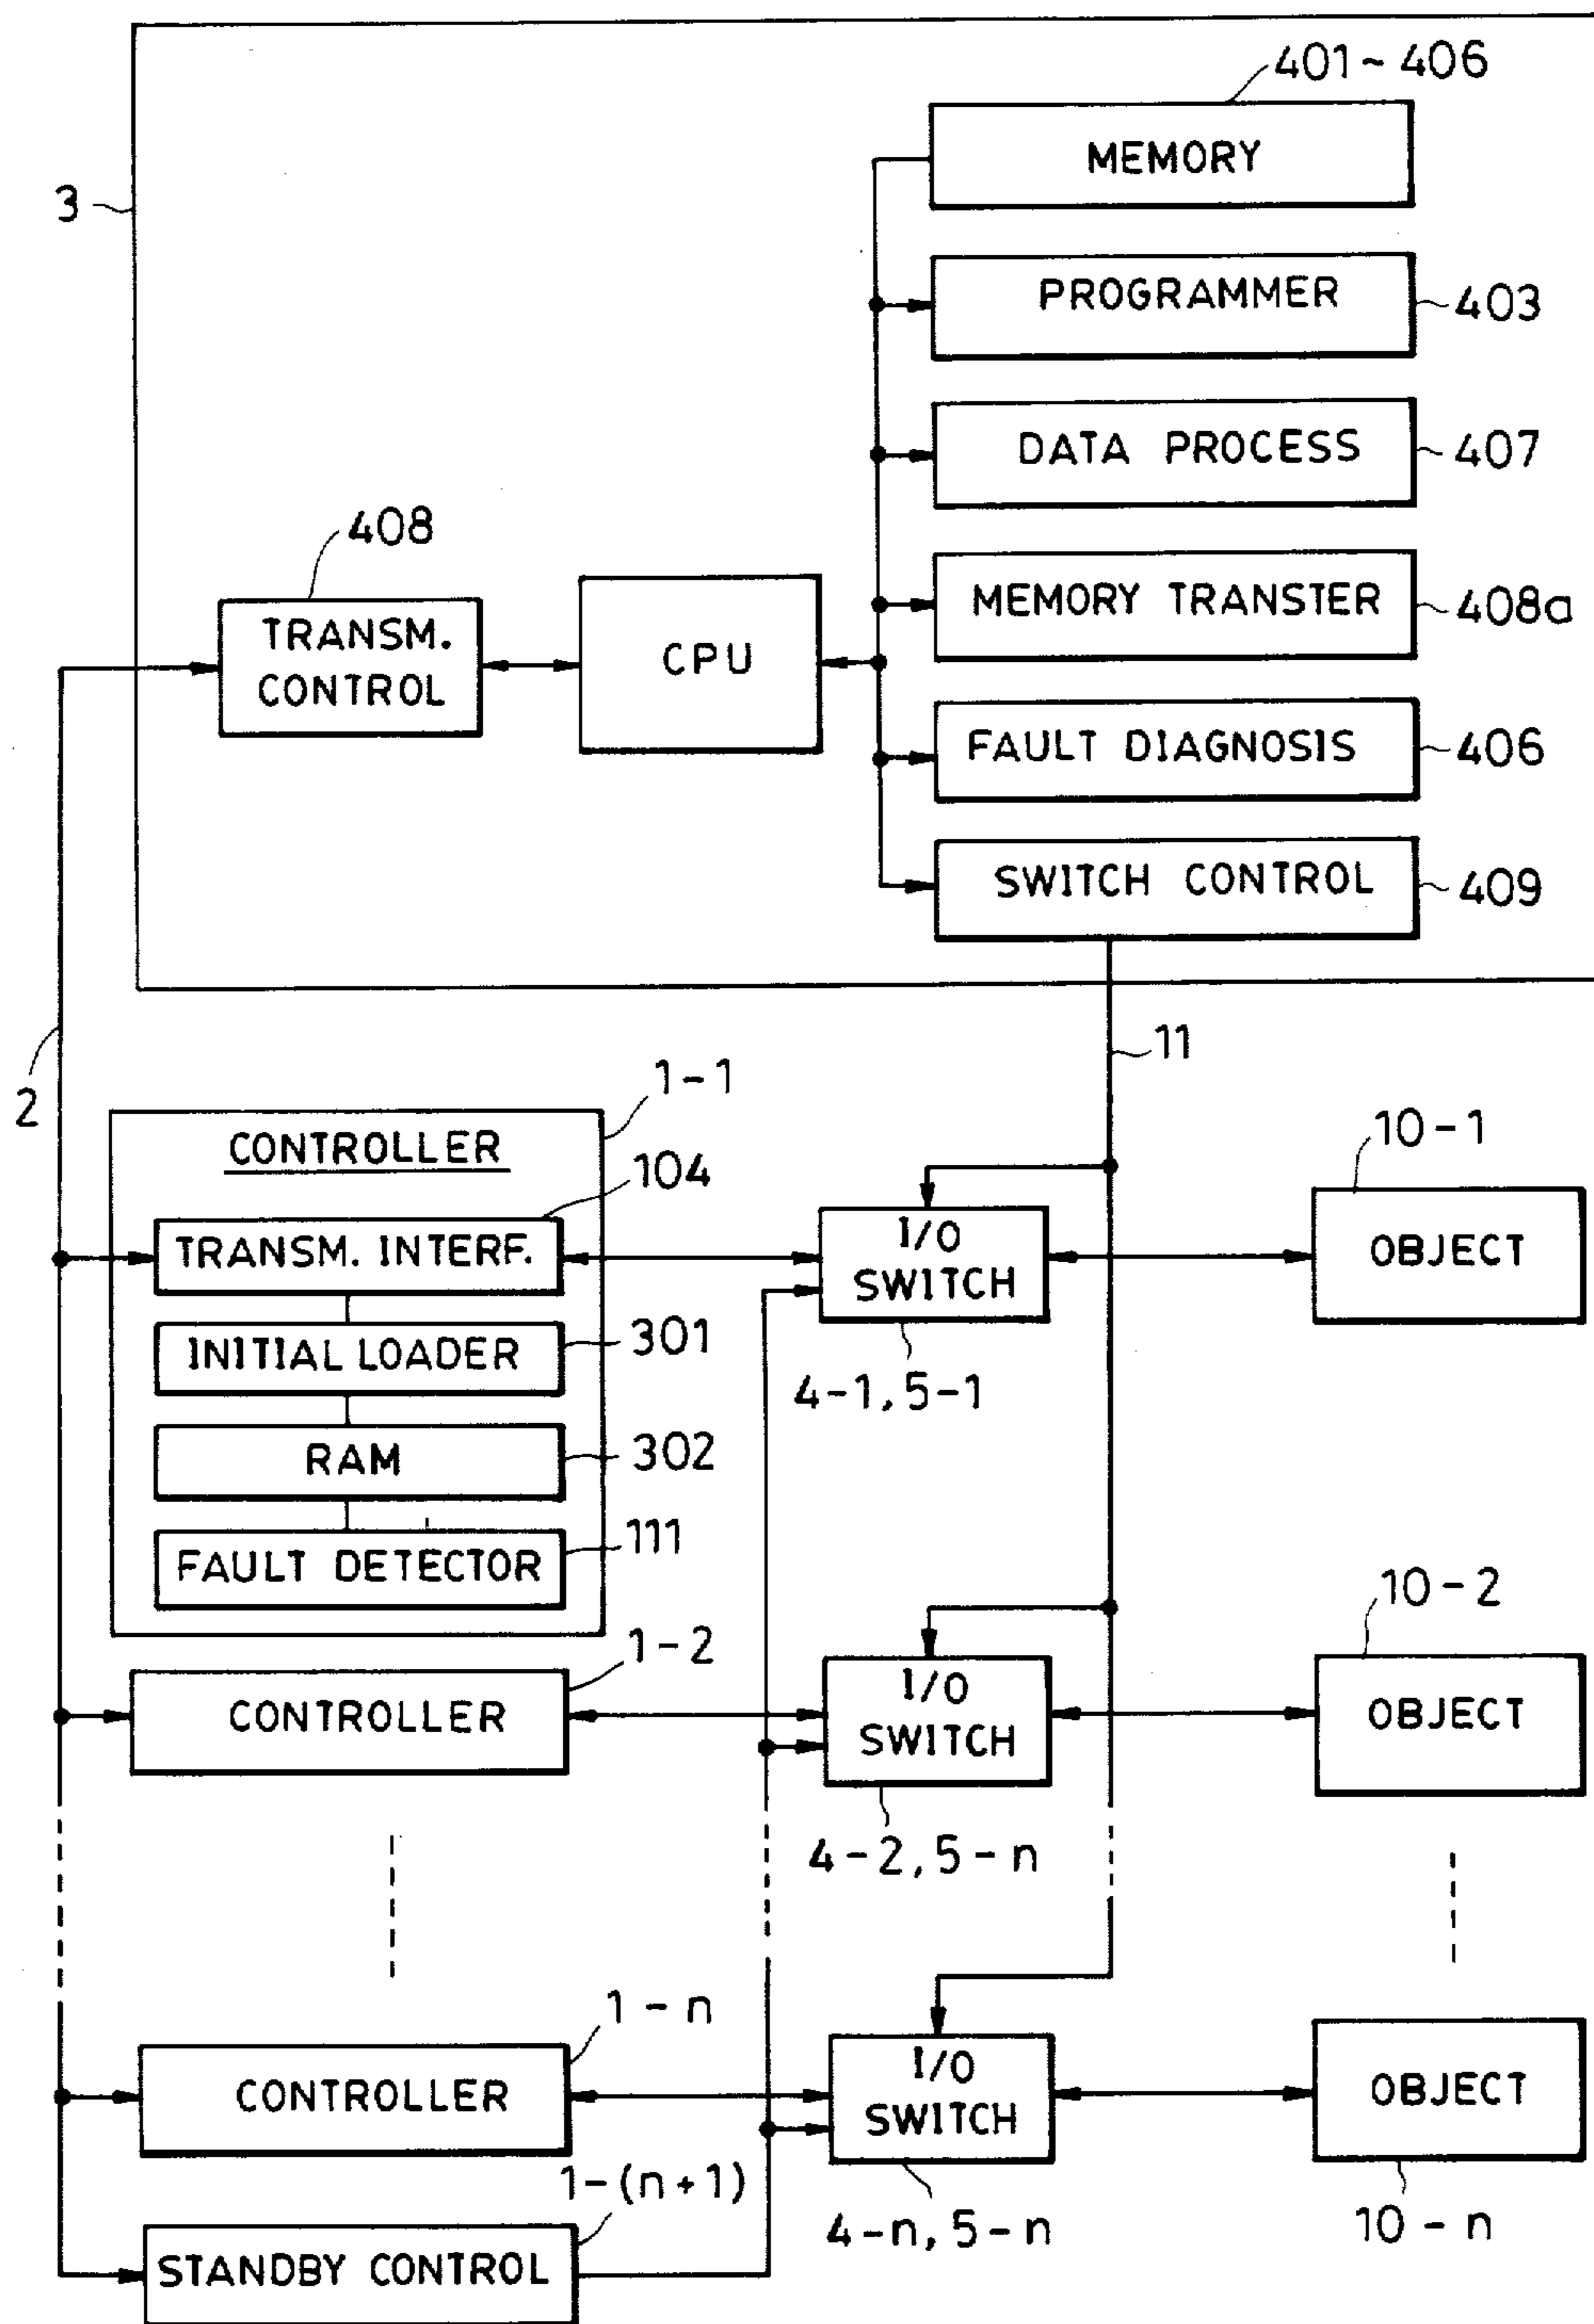 401~406
MEMORY
3
PROGRAMMER
403
DATA PROCESS
407
408
MEMORY TRANSTER
408a
TRANSM.
CONTROL
CPU
FAULT DIAGNOSIS
406
SWITCH CONTROL
409
2
11
1-1
CONTROLLER
104
10-1
TRANSM. INTERF.
I/O
SWITCH
OBJECT
INITIAL LOADER
301
4-1, 5-1
RAM
302
FAULT DETECTOR
111
10-2
1-2
CONTROLLER
I/O
SWITCH
OBJECT
4-2, 5-n
1-n
CONTROLLER
I/O
SWITCH
OBJECT
1-(n+1)
4-n, 5-n
10-n
STANDBY CONTROL